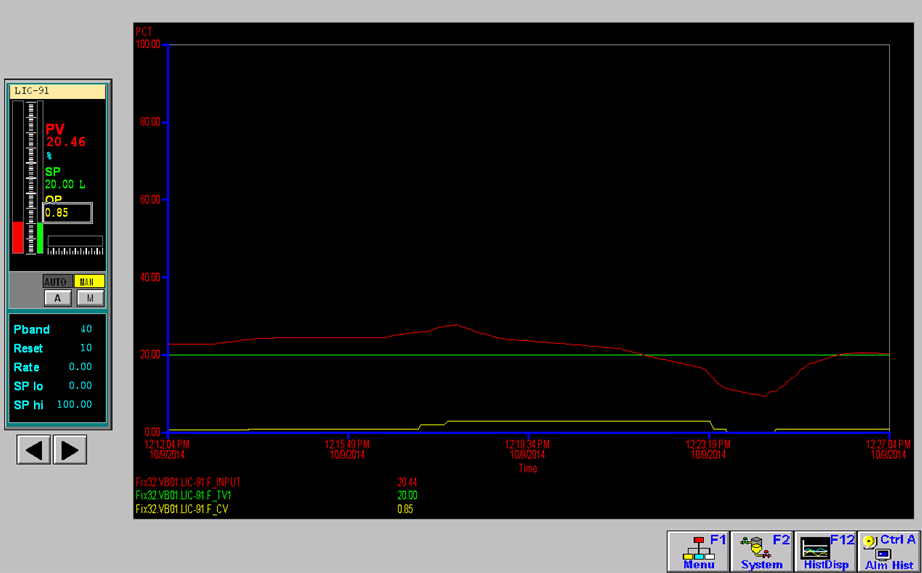 LIC-91
PV
20.46
%
SP
20.00 L
OP
0.85
AUTO MAN
A M
Pband 40
Reset 10
Rate 0.00
SP lo 0.00
SP hi 100.00
PCT
100.00
80.00
60.00
40.00
20.00
0.00
12:12:04 PM 12:15:49 PM 12:19:34 PM 12:23:19 PM 12:27:04 PM
10/9/2014 10/9/2014 10/9/2014 10/9/2014 10/9/2014
Time
Fix32.VB01.LIC-91.F_INPUT 20.44
Fix32.VB01.LIC-91.F_TV1 20.00
Fix32.VB01.LIC-91.F_CV 0.85
F1 F2 F12 Ctrl A
Menu System HistDisp Alm Hist